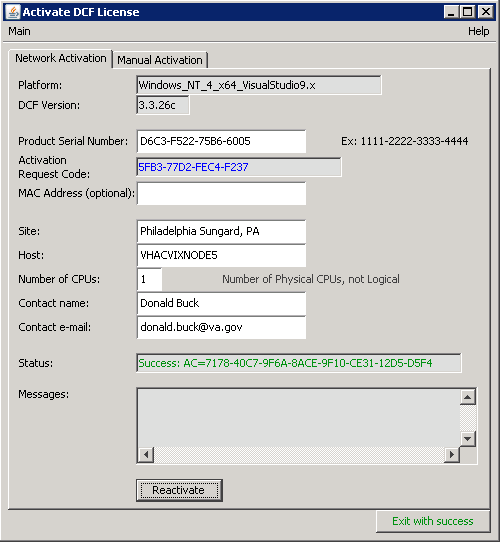 Activate DCF License
Main Help
Network Activation Manual Activation
Platform: Windows_NT_4_x64_VisualStudio9.x
DCF Version: 3.3.26c
Product Serial Number: D6C3-F522-75B6-6005 Ex: 1111-2222-3333-4444
Activation
Request Code: 5FB3-77D2-FEC4-F237
MAC Address (optional):
Site: Philadelphia Sungard, PA
Host: VHACVIXNODE5
Number of CPUs: 1 Number of Physical CPUs, not Logical
Contact name: Donald Buck
Contact e-mail: donald.buck@va.gov
Status: Success: AC=7178-40C7-9F6A-8ACE-9F10-CE31-12D5-D5F4
Messages:
Reactivate
Exit with success